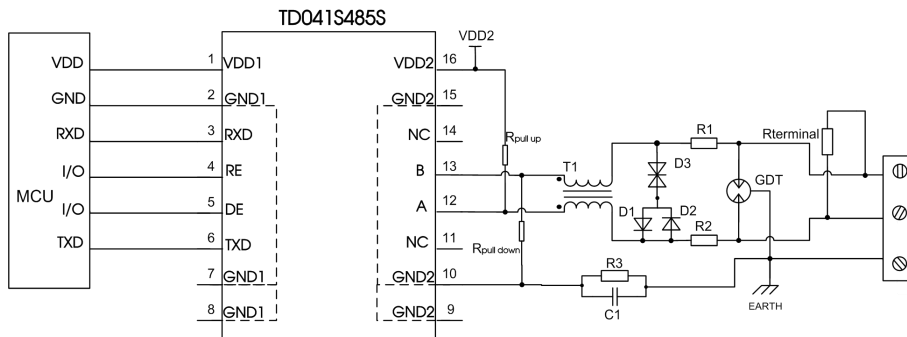 TD041S485S
VDD2
VDD 1 VDD1 VDD2 16
GND 2 GND1 GND2 15
RXD 3 RXD NC 14
Rpull up
R1
Rterminal
I/O 4 RE B 13
T1
D3
GDT
MCU
I/O 5 DE A 12
D1
D2
R2
TXD 6 TXD NC 11
Rpull down
7 GND1 GND2 10
R3
C1
EARTH
8 GND1 GND2 9